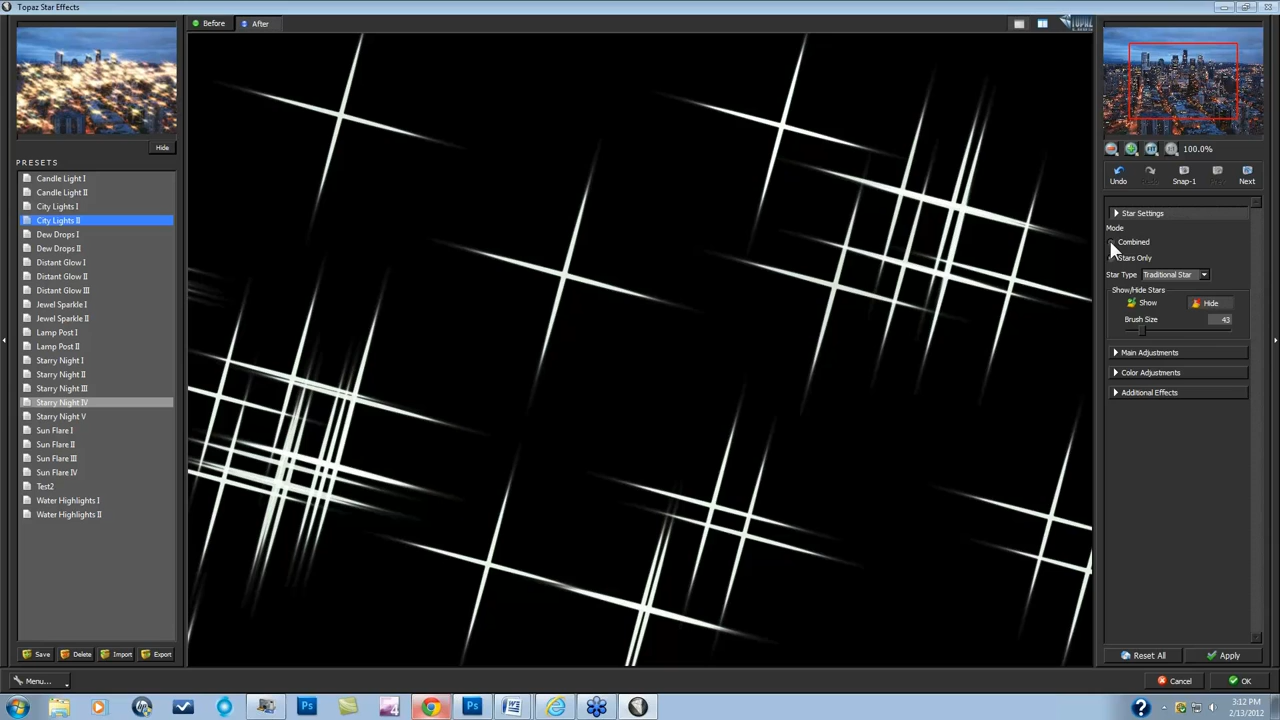 Topaz Star Effects
Before
After
TOPAZ
Hide
PRESETS
Candle Light I
Candle Light II
City Lights I
City Lights II
Dew Drops I
Dew Drops II
Distant Glow I
Distant Glow II
Distant Glow III
Jewel Sparkle I
Jewel Sparkle II
Lamp Post I
Lamp Post II
Starry Night I
Starry Night II
Starry Night III
Starry Night IV
Starry Night V
Sun Flare I
Sun Flare II
Sun Flare III
Sun Flare IV
Test2
Water Highlights I
Water Highlights II
Save
Delete
Import
Export
Menu...
100.0%
Undo
Snap-1
Next
Star Settings
Mode
Combined
Stars Only
Star Type Traditional Star
Show/Hide Stars
Show
Hide
Brush Size 43
Main Adjustments
Color Adjustments
Additional Effects
Reset All
Apply
Cancel
OK
3:12 PM
2/13/2012